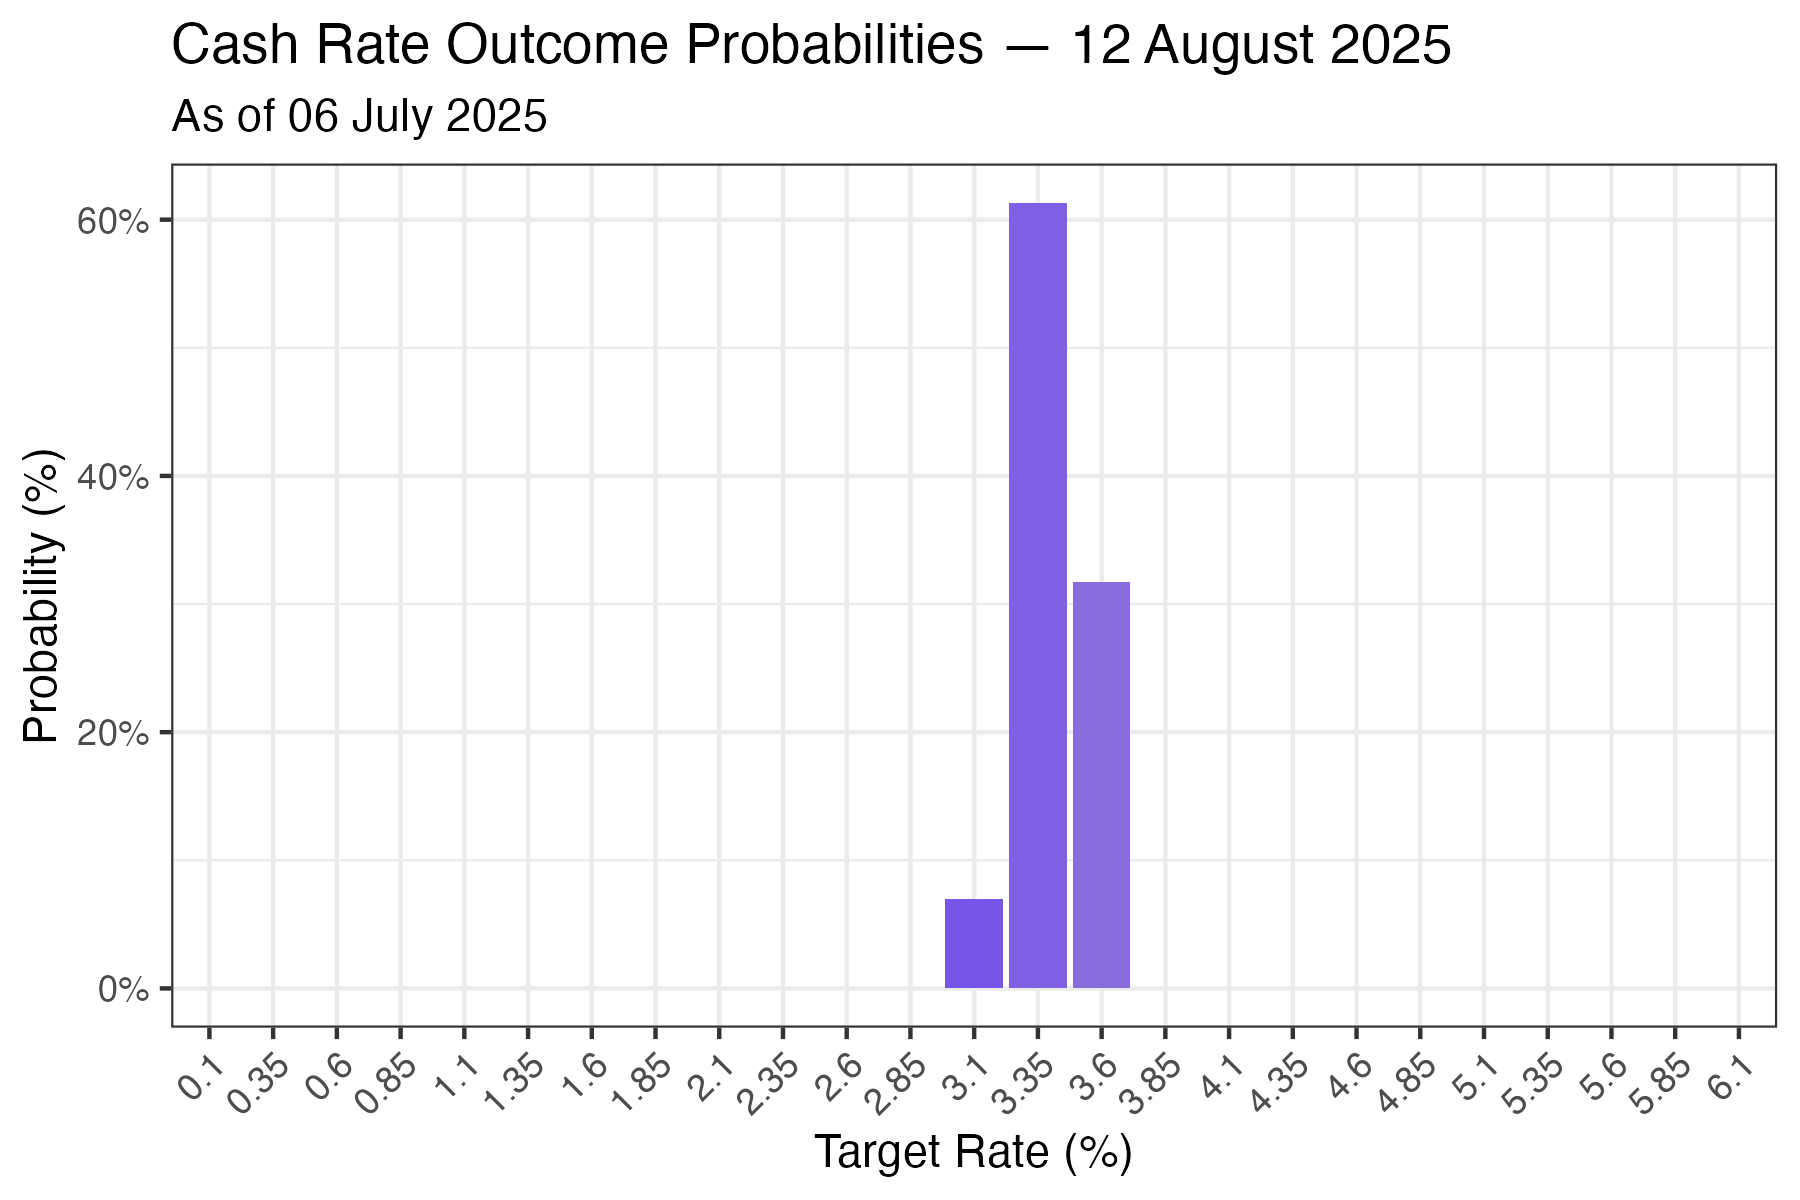 Cash Rate Outcome Probabilities — 12 August 2025
As of 06 July 2025
Probability (%)
60%
40%
20%
0%
0.1 0.35 0.6 0.85 1.1 1.35 1.6 1.85 2.1 2.35 2.6 2.85 3.1 3.35 3.6 3.85 4.1 4.35 4.6 4.85 5.1 5.35 5.6 5.85 6.1
Target Rate (%)